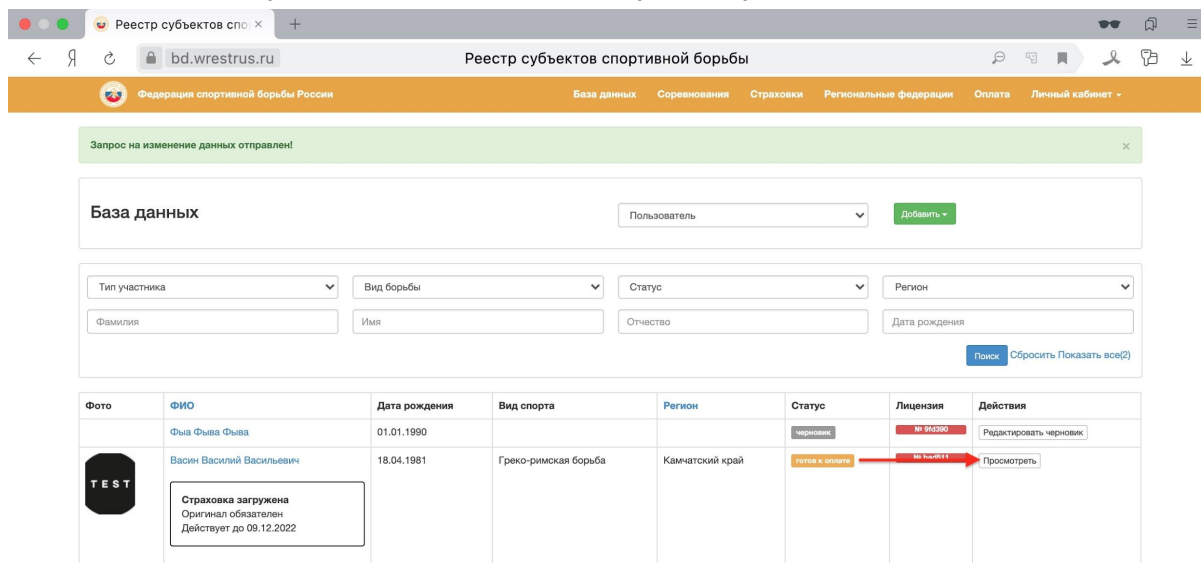 Реестр субъектов спо
bd.wrestrus.ru
Реестр субъектов спортивной борьбы
Федерация спортивной борьбы России База данных Соревнования Страховки Региональные федерации Оплата Личный кабинет
Запрос на изменение данных отправлен!
База данных
Пользователь
Добавить
Тип участника Вид борьбы Статус Регион
Фамилия Имя Отчество Дата рождения
Поиск Сбросить Показать все(2)
Фото ФИО Дата рождения Вид спорта Регион Статус Лицензия Действия
Фыа Фыва Фыва 01.01.1990 черновик № 9fd390 Редактировать черновик
Васин Василий Васильевич 18.04.1981 Греко-римская борьба Камчатский край готов к оплате № bad511 Просмотреть
TEST
Страховка загружена
Оригинал обязателен
Действует до 09.12.2022